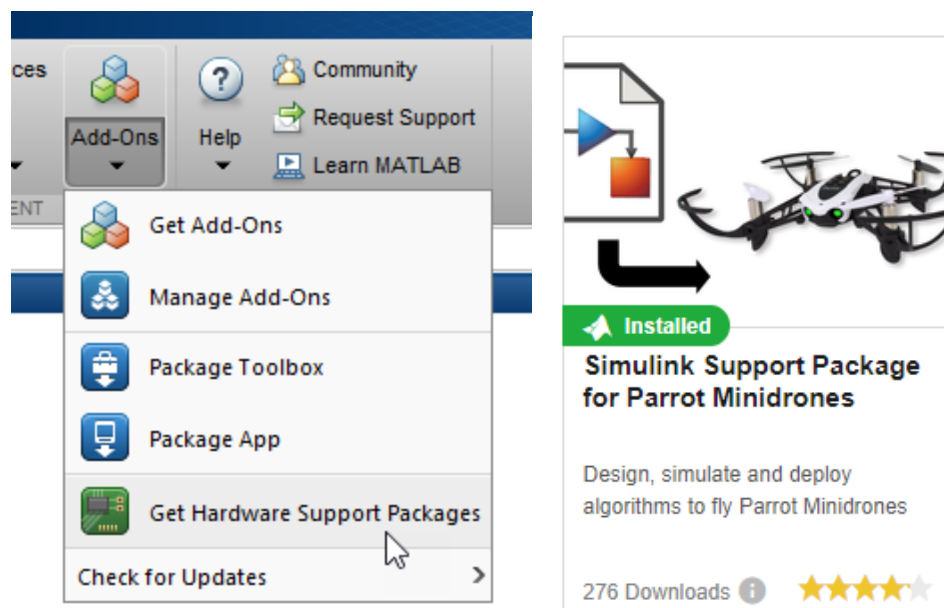 ces
Add-Ons
Help
Community
Request Support
Learn MATLAB
ENT
Get Add-Ons
Manage Add-Ons
Package Toolbox
Package App
Get Hardware Support Packages
Check for Updates
Installed
Simulink Support Package
for Parrot Minidrones
Design, simulate and deploy
algorithms to fly Parrot Minidrones
276 Downloads